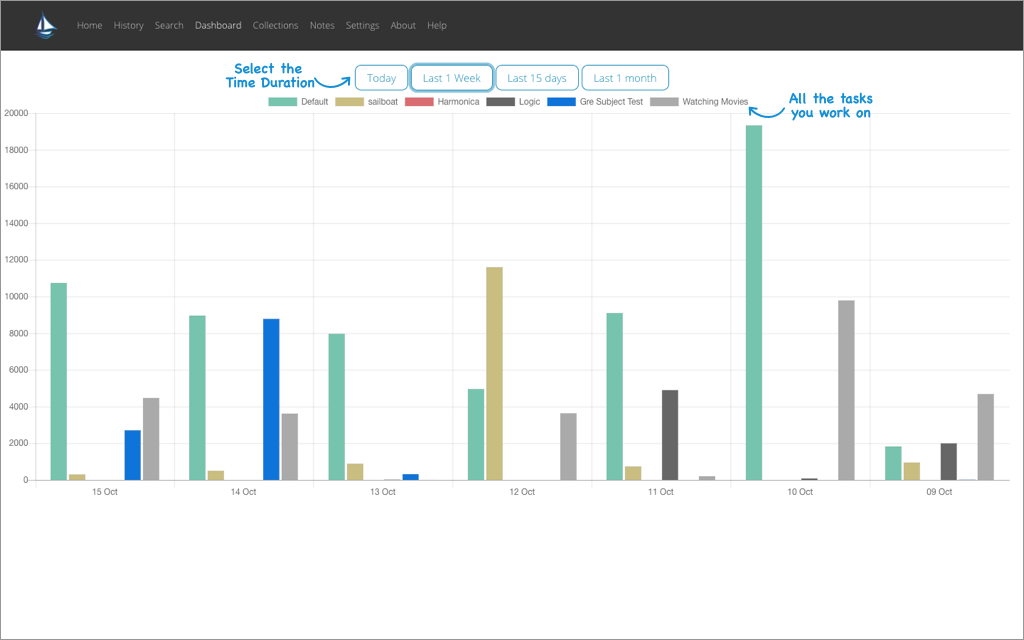 Home History Search Dashboard Collections Notes Settings About Help
Select the
Time Duration
Today Last 1 Week Last 15 days Last 1 month
Default sailboat Harmonica Logic Gre Subject Test Watching Movies
All the tasks
you work on
20000
18000
16000
14000
12000
10000
8000
6000
4000
2000
0
15 Oct 14 Oct 13 Oct 12 Oct 11 Oct 10 Oct 09 Oct